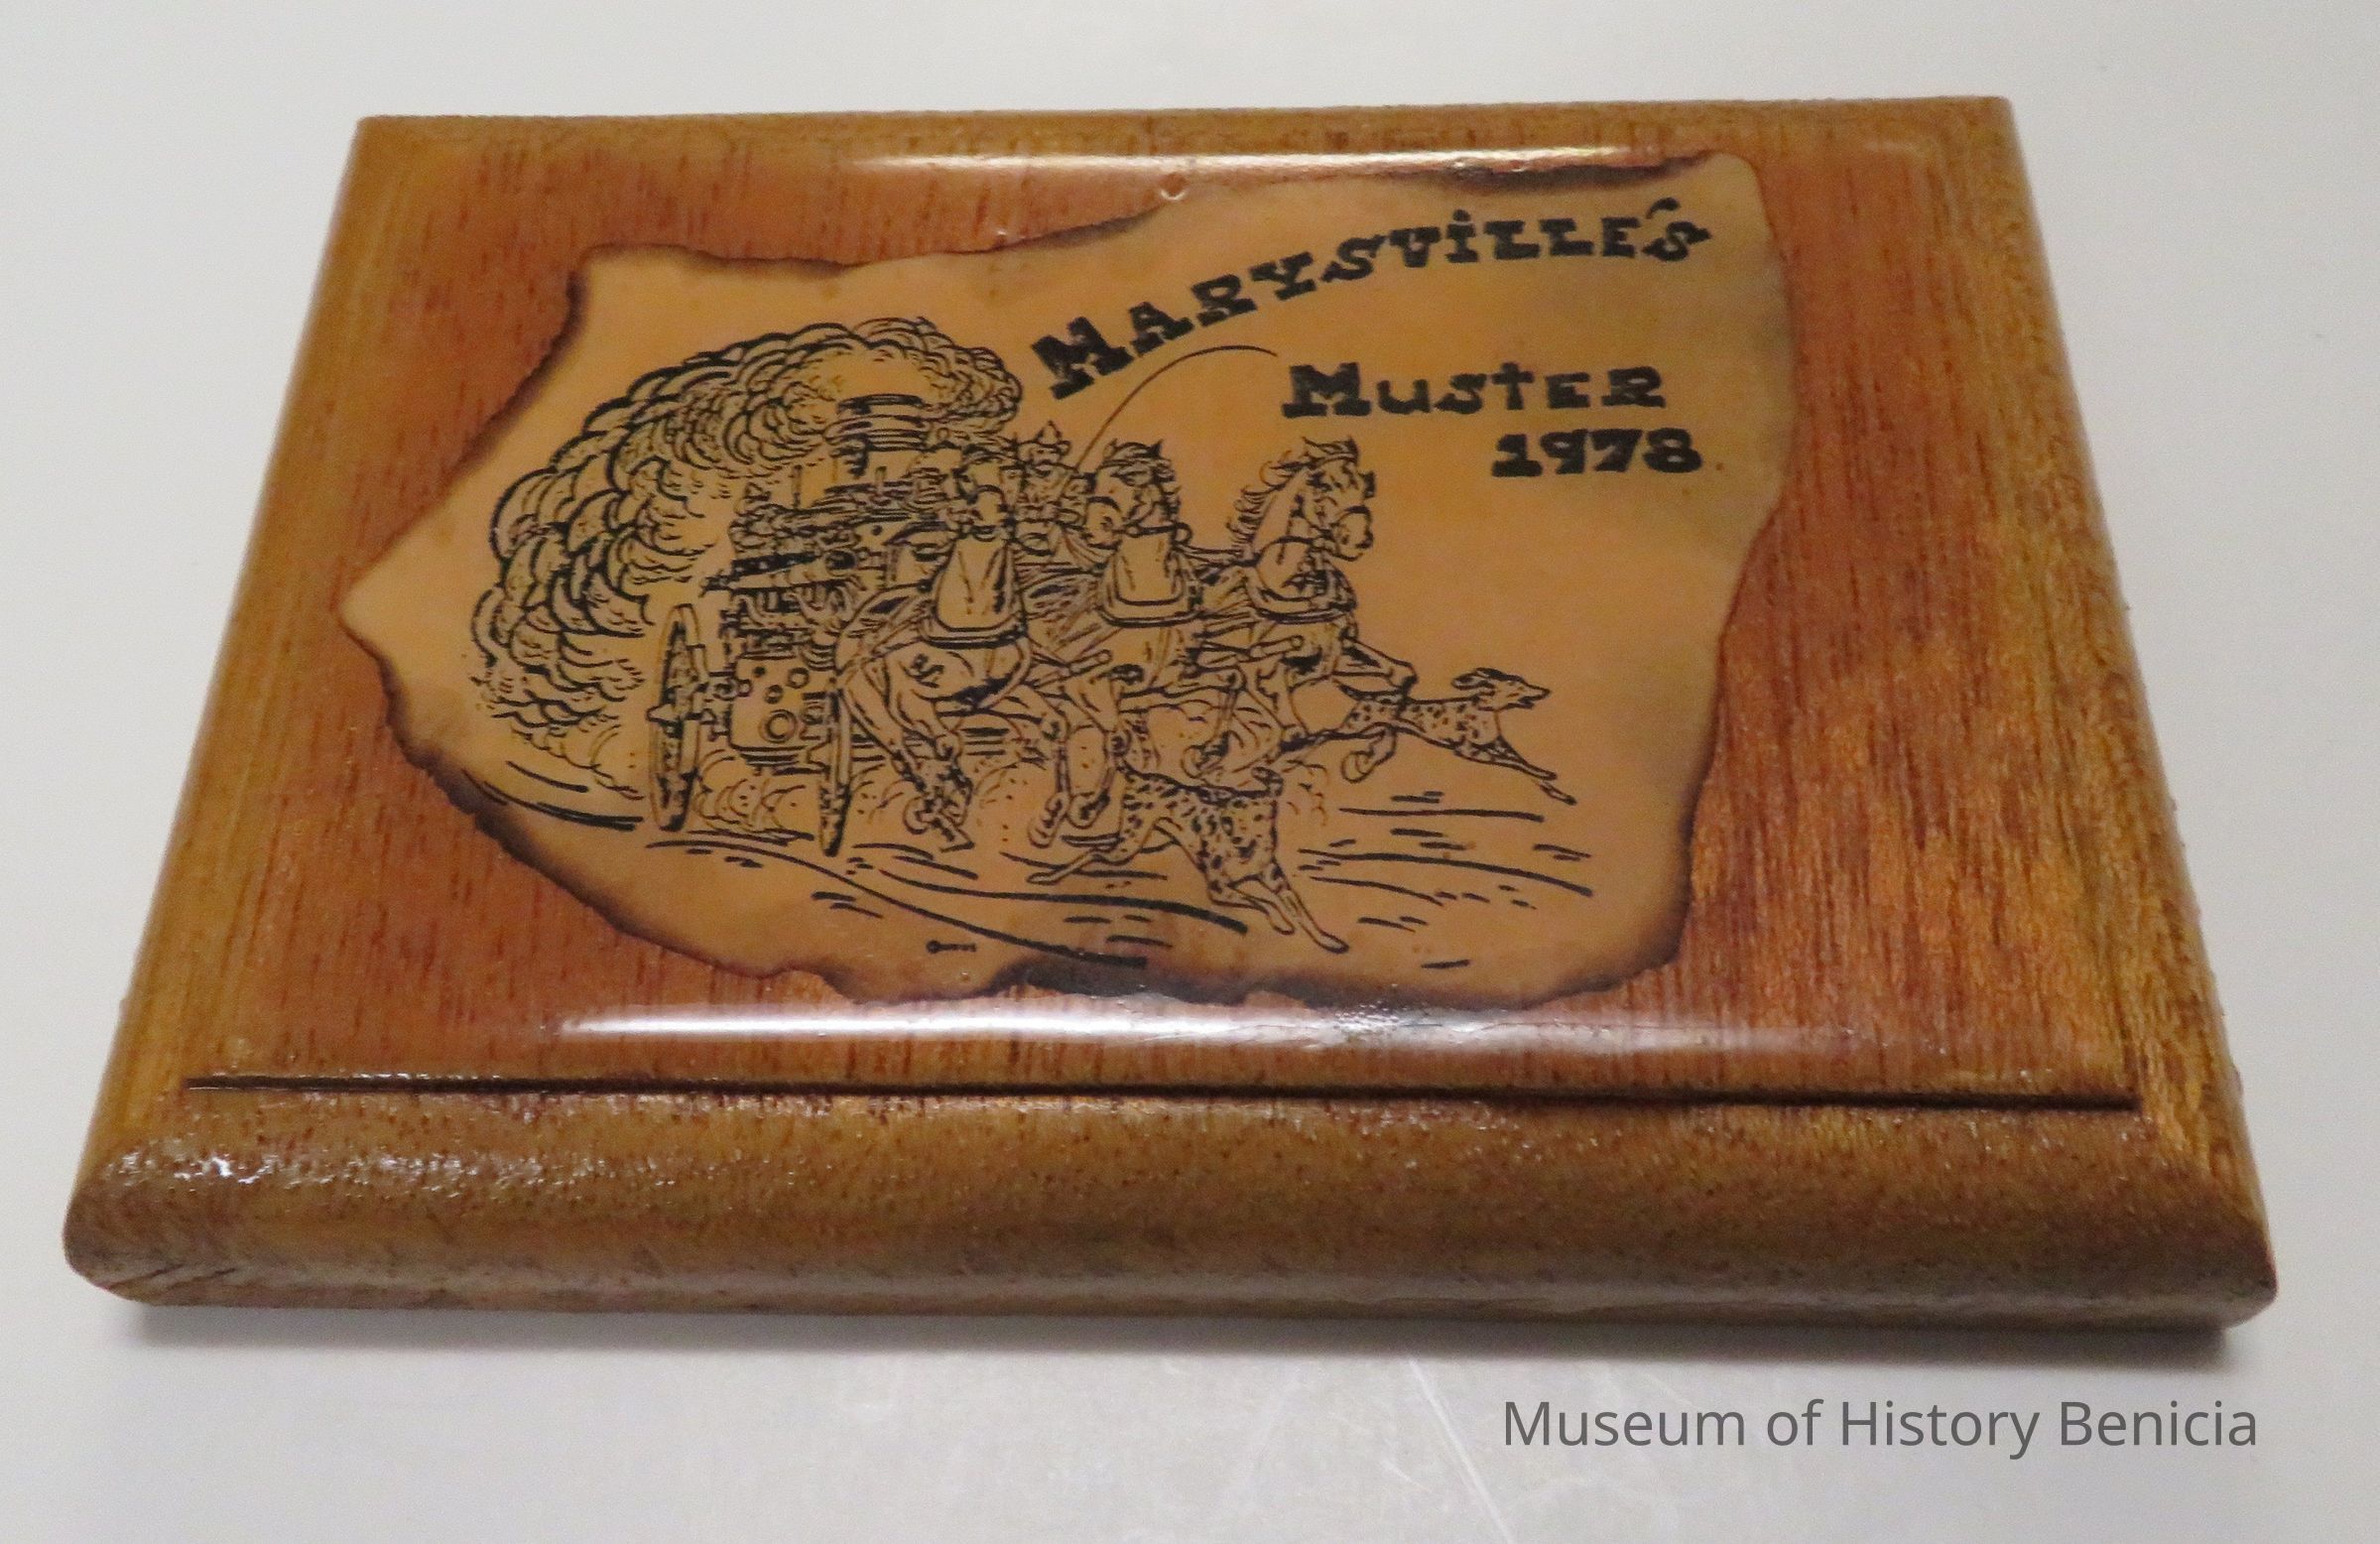 MARYSViLLE'S
MUSTER
1978
Museum of History Benicia